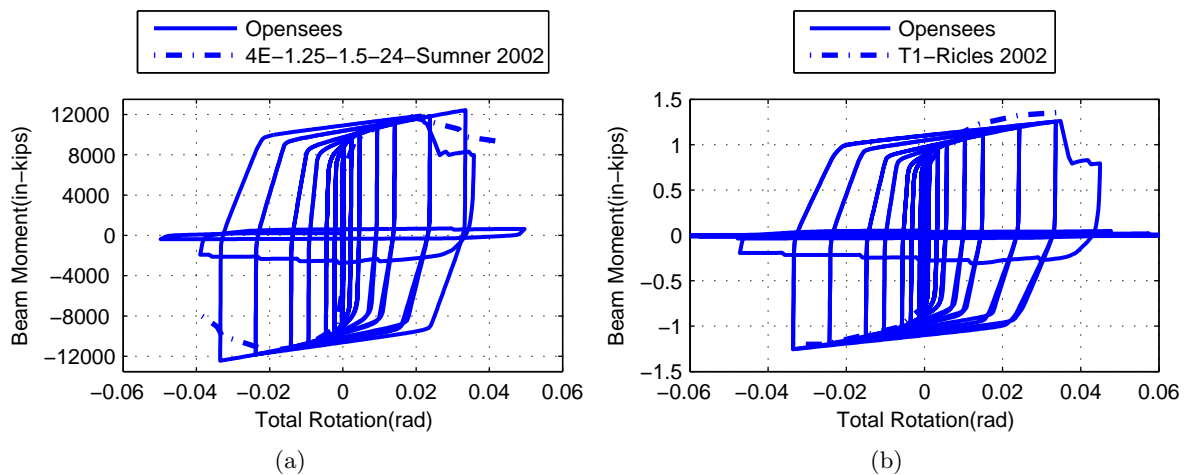 Opensees
4E−1.25−1.5−24−Sumner 2002
12000
8000
4000
0
−4000
−8000
−12000
Beam Moment(in−kips)
−0.06 −0.04 −0.02 0 0.02 0.04 0.06
Total Rotation(rad)
(a)
Opensees
T1−Ricles 2002
1.5
1
0.5
0
−0.5
−1
−1.5
Beam Moment(in−kips)
−0.06 −0.04 −0.02 0 0.02 0.04 0.06
Total Rotation(rad)
(b)